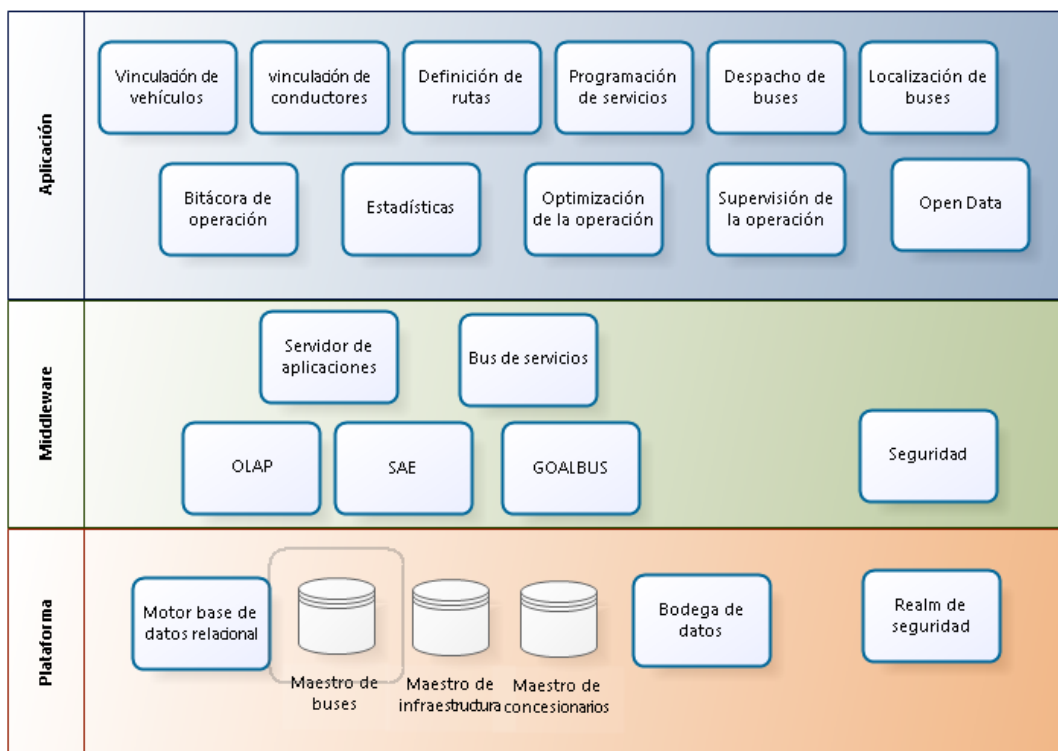 Aplicación
Vinculación de
vehículos
vinculación de
conductores
Definición de
rutas
Programación
de servicios
Despacho de
buses
Localización de
buses
Bitácora de
operación
Estadísticas
Optimización
de la operación
Supervisión de
la operación
Open Data
Middleware
Servidor de
aplicaciones
Bus de servicios
OLAP
SAE
GOALBUS
Seguridad
Plataforma
Motor base de
datos relacional
Maestro de
buses
Maestro de
infraestructura
Maestro de
concesionarios
Bodega de
datos
Realm de
seguridad